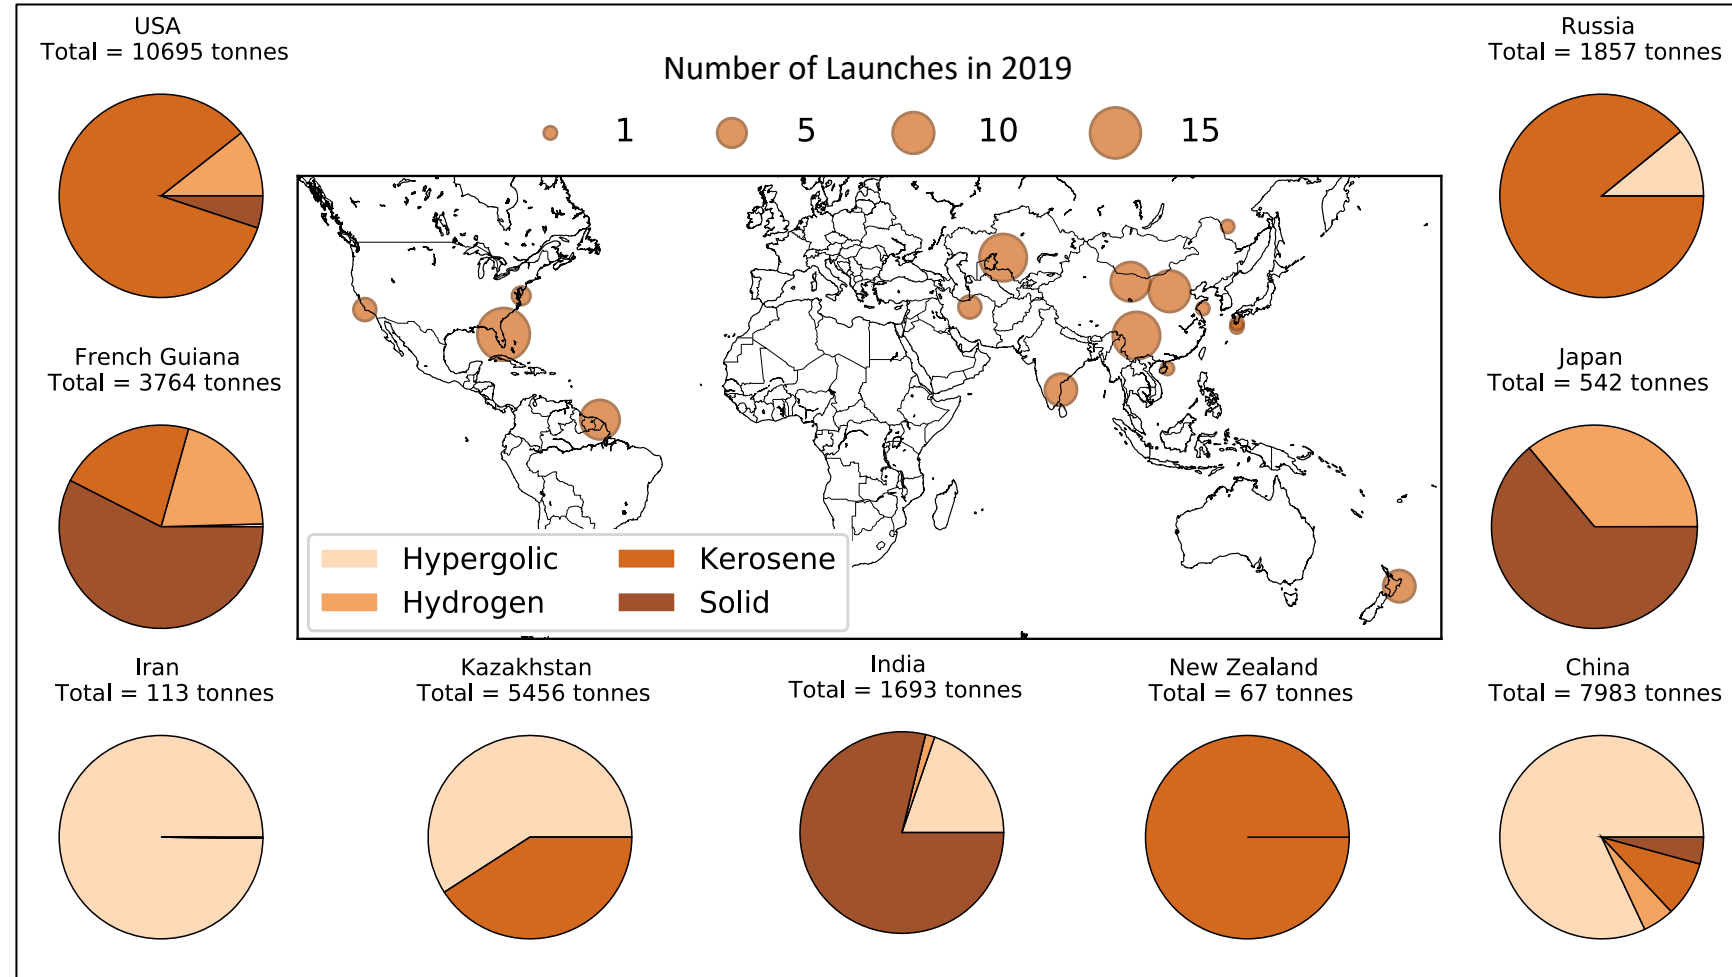 USA
Total = 10695 tonnes
Number of Launches in 2019
1
5
10
15
Russia
Total = 1857 tonnes
French Guiana
Total = 3764 tonnes
Japan
Total = 542 tonnes
Hypergolic
Kerosene
Hydrogen
Solid
Iran
Total = 113 tonnes
Kazakhstan
Total = 5456 tonnes
India
Total = 1693 tonnes
New Zealand
Total = 67 tonnes
China
Total = 7983 tonnes